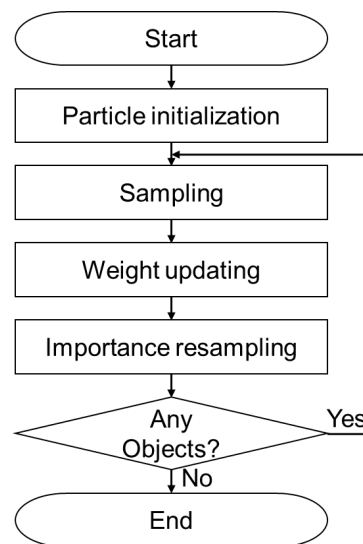 Start
Particle initialization
Sampling
Weight updating
Importance resampling
Any
Objects?
Yes
No
End